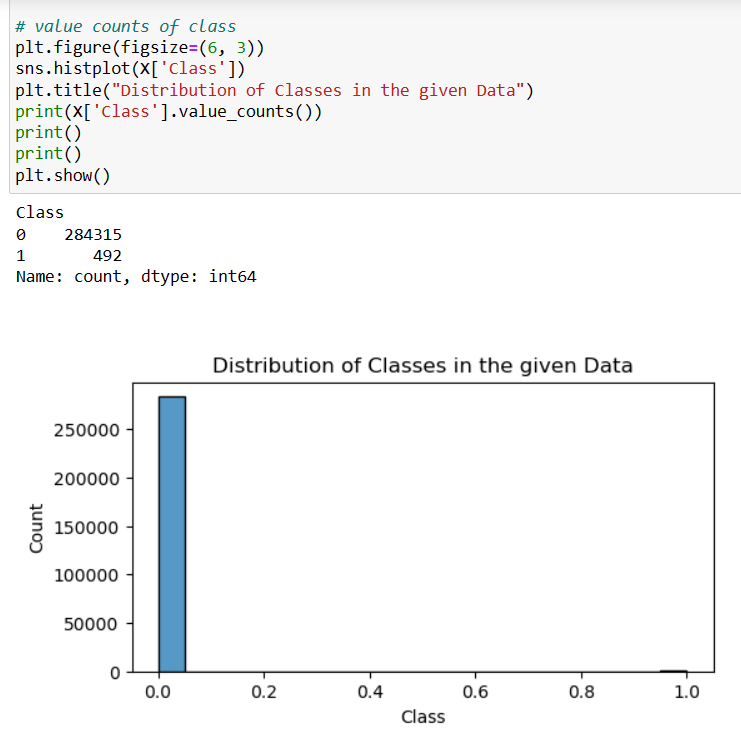 # value counts of class
plt.figure(figsize=(6, 3))
sns.histplot(X['Class'])
plt.title("Distribution of Classes in the given Data")
print(X['Class'].value_counts())
print()
print()
plt.show()
Class
0    284315
1       492
Name: count, dtype: int64
Distribution of Classes in the given Data
250000
200000
150000
100000
50000
0
Count
0.0 0.2 0.4 0.6 0.8 1.0
Class